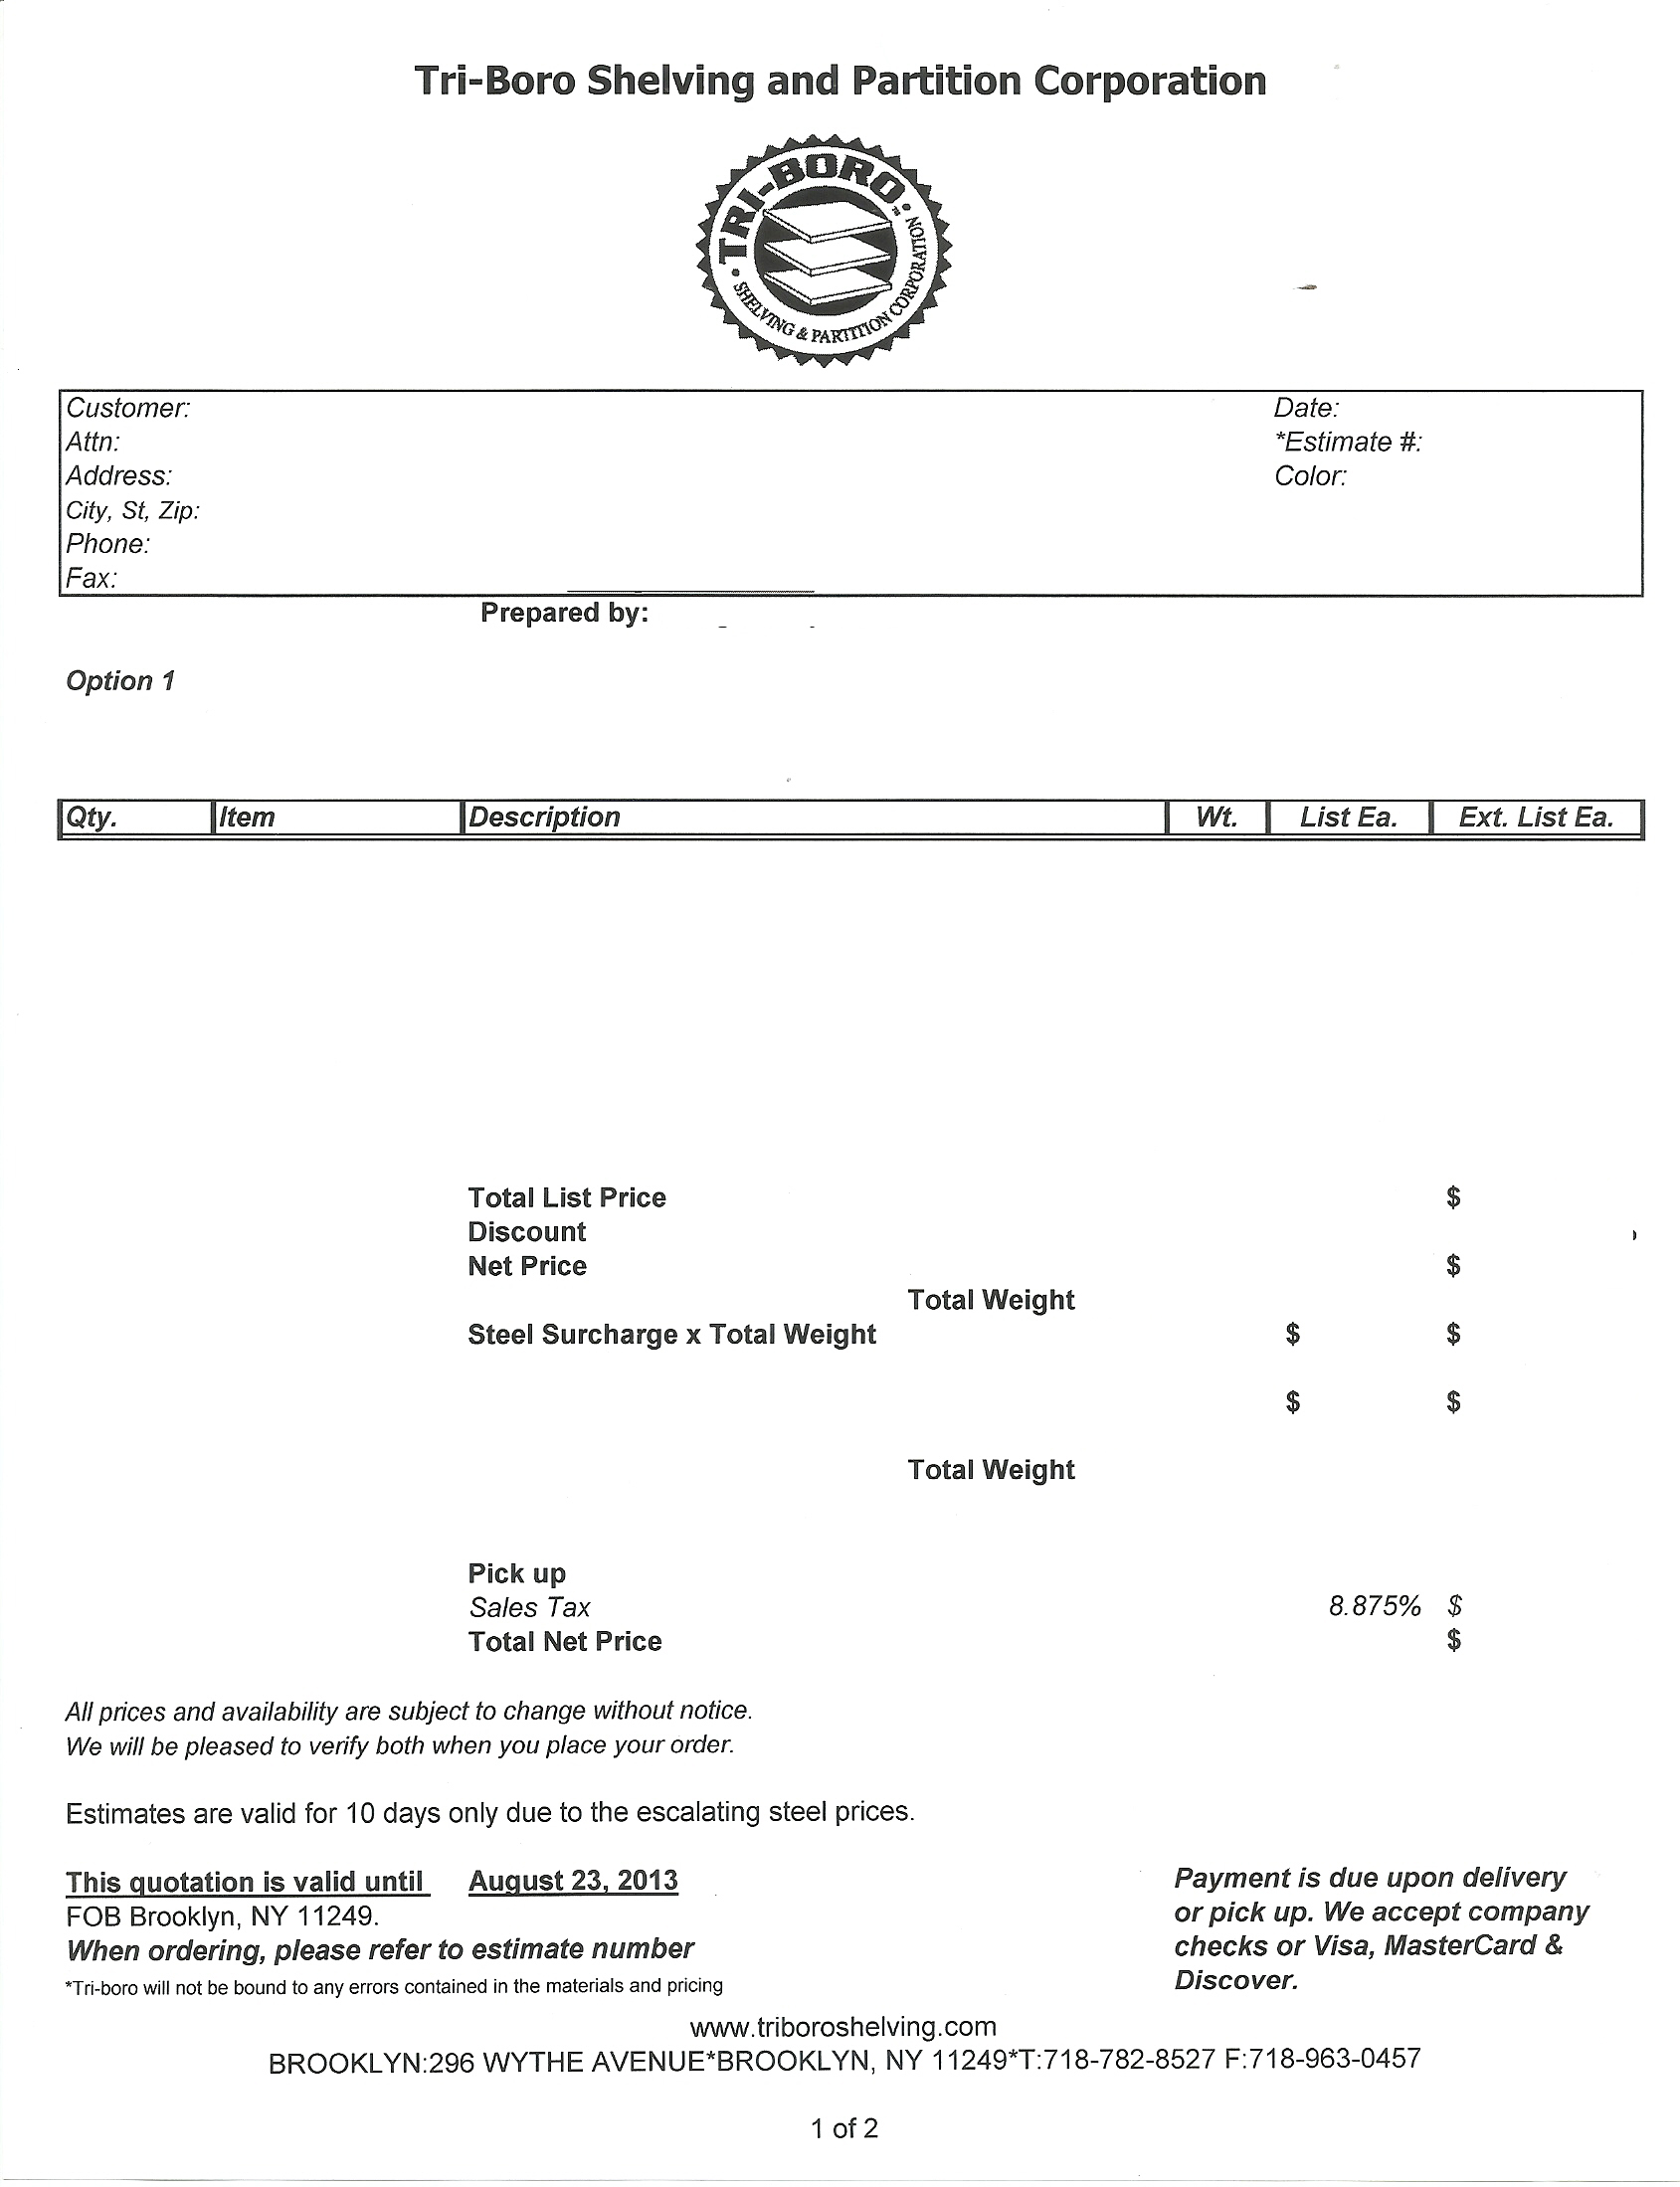 Tri-Boro Shelving and Partition Corporation
TRI-BORO
TM
SHELVING & PARTITION CORPORATION
Customer: Date:
Attn: *Estimate #:
Address: Color:
City, St, Zip:
Phone:
Fax:
Prepared by:
Option 1
Qty. Item Description Wt. List Ea. Ext. List Ea.
Total List Price $
Discount
Net Price $
Total Weight
Steel Surcharge x Total Weight $ $
$ $
Total Weight
Pick up
Sales Tax 8.875% $
Total Net Price $
All prices and availability are subject to change without notice.
We will be pleased to verify both when you place your order.
Estimates are valid for 10 days only due to the escalating steel prices.
This quotation is valid until August 23, 2013
FOB Brooklyn, NY 11249.
When ordering, please refer to estimate number
*Tri-boro will not be bound to any errors contained in the materials and pricing
Payment is due upon delivery
or pick up. We accept company
checks or Visa, MasterCard &
Discover.
www.triboroshelving.com
BROOKLYN:296 WYTHE AVENUE*BROOKLYN, NY 11249*T:718-782-8527 F:718-963-0457
1 of 2